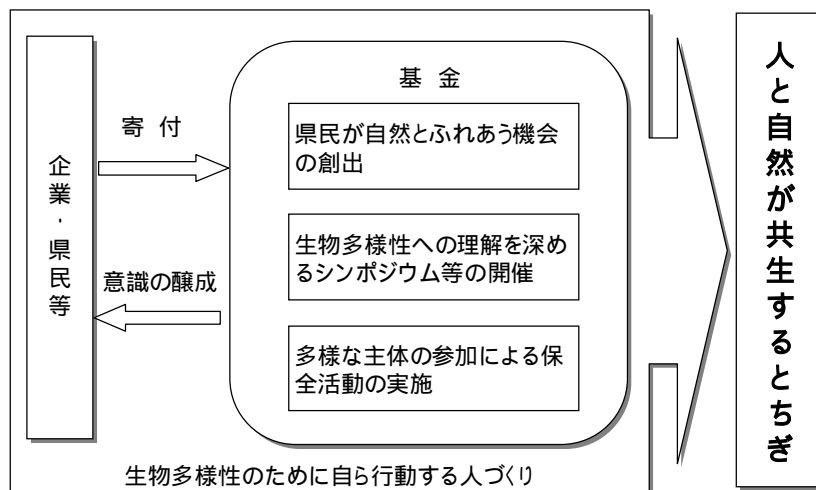 企業・県民等
寄 付
意識の醸成
基 金
県民が自然とふれあう機会
の創出
生物多様性への理解を深め
るシンポジウム等の開催
多様な主体の参加による保
全活動の実施
生物多様性のために自ら行動する人づくり
人と自然が共生するとちぎ